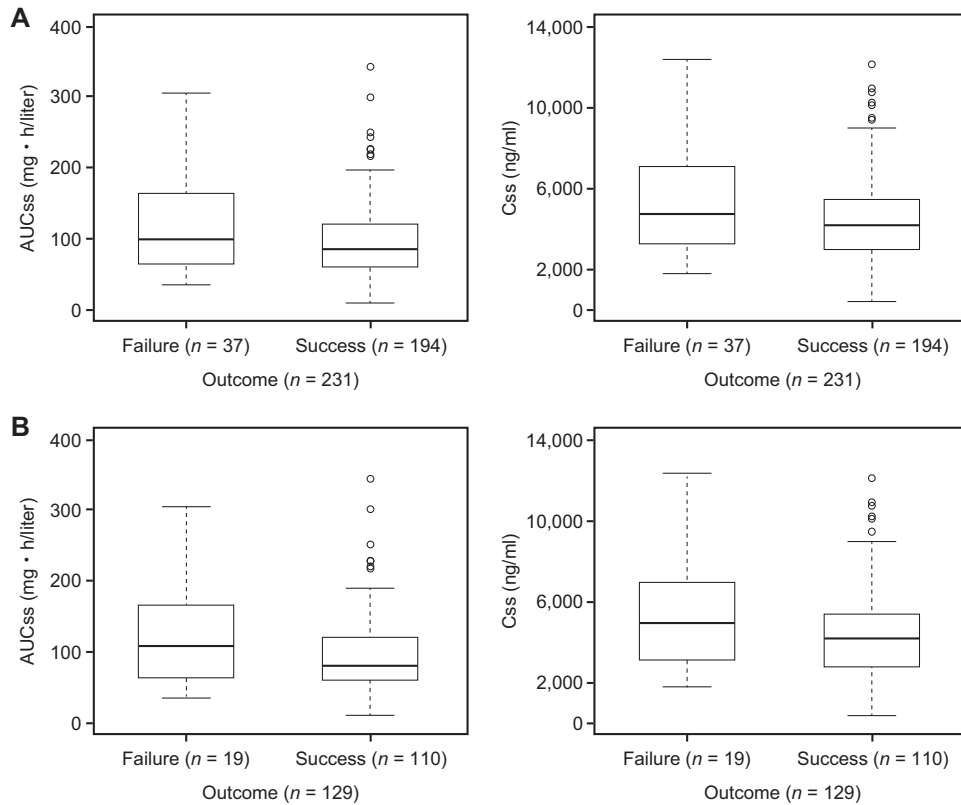 A
AUCss (mg • h/liter)
400
300
200
100
0
Failure (n = 37)
Success (n = 194)
Outcome (n = 231)
Css (ng/ml)
14,000
10,000
6,000
2,000
0
Failure (n = 37)
Success (n = 194)
Outcome (n = 231)
B
AUCss (mg • h/liter)
400
300
200
100
0
Failure (n = 19)
Success (n = 110)
Outcome (n = 129)
Css (ng/ml)
14,000
10,000
6,000
2,000
0
Failure (n = 19)
Success (n = 110)
Outcome (n = 129)